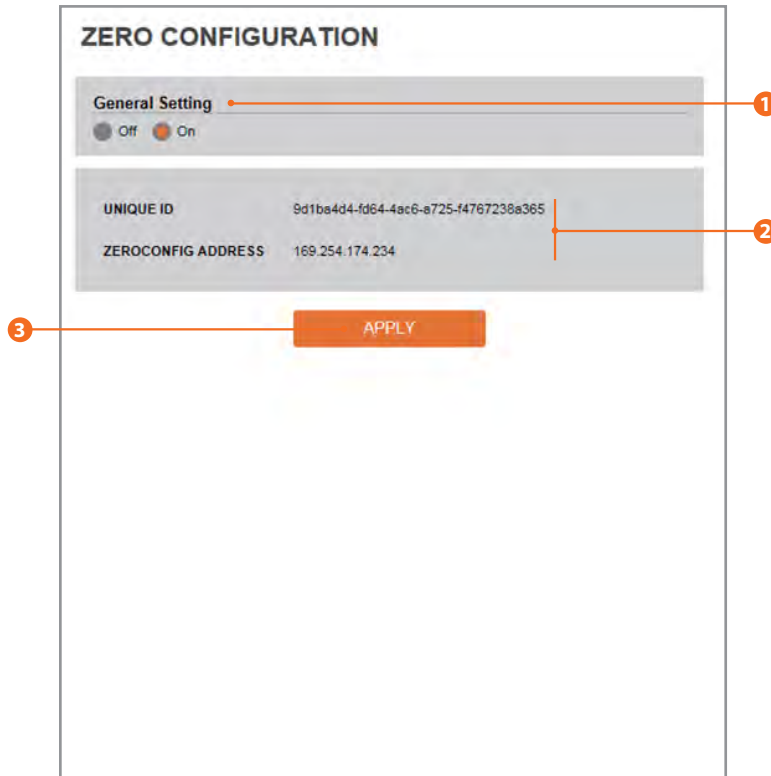 ZERO CONFIGURATION
General Setting
1
Off On
UNIQUE ID 9d1ba4d4-fd64-4ac6-a725-f4767238a365
2
ZEROCONFIG ADDRESS 169.254.174.234
3
APPLY